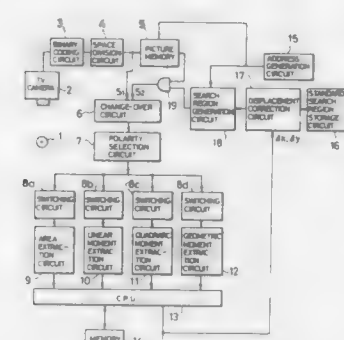 3
4
5
15
BINARY CODING CIRCUIT
SPACE DIVISION CIRCUIT
PICTURE MEMORY
ADDRESS GENERATION CIRCUIT
TV CAMERA
2
S1
S2
19
17
6
CHANGE-OVER CIRCUIT
SEARCH REGION GENERATION CIRCUIT
DISPLACEMENT CORRECTION CIRCUIT
STANDARD SEARCH REGION STORAGE CIRCUIT
18
16
1
7
POLARITY SELECTION CIRCUIT
8a
8b
8c
8d
SWITCHING CIRCUIT
SWITCHING CIRCUIT
SWITCHING CIRCUIT
SWITCHING CIRCUIT
AREA EXTRAC-TION CIRCUIT
LINEAR MOMENT EXTRACTION CIRCUIT
QUADRATIC MOMENT EXTRAC-TION CIRCUIT
GEOMETRIC MOMENT EXTRACTION CIRCUIT
9
10
11
12
CPU
13
MEMORY